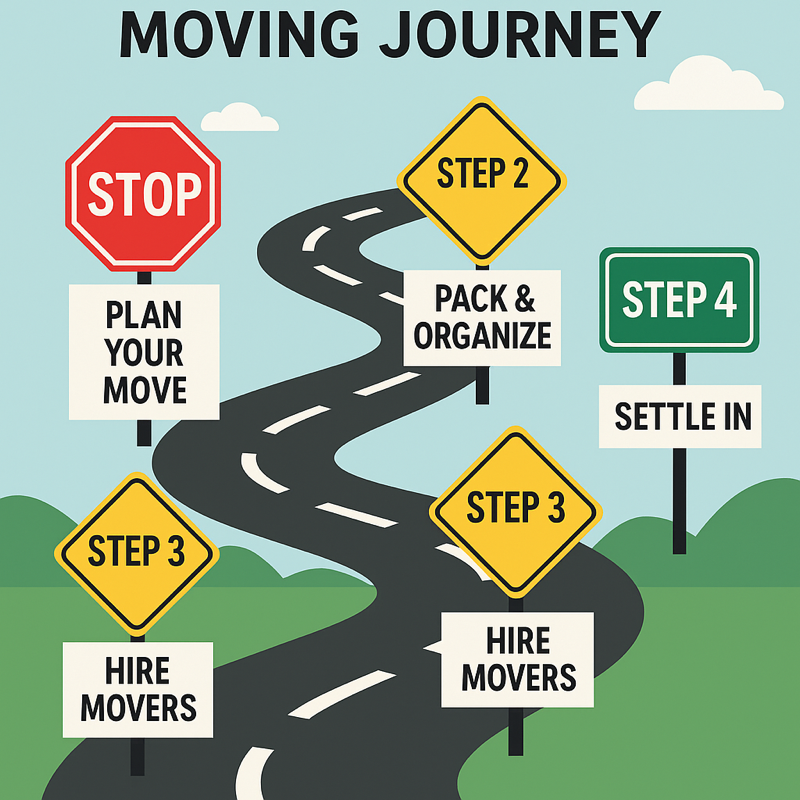 MOVING JOURNEY
STOP
PLAN
YOUR
MOVE
STEP 2
PACK &
ORGANIZE
STEP 4
SETTLE IN
STEP 3
HIRE
MOVERS
STEP 3
HIRE
MOVERS